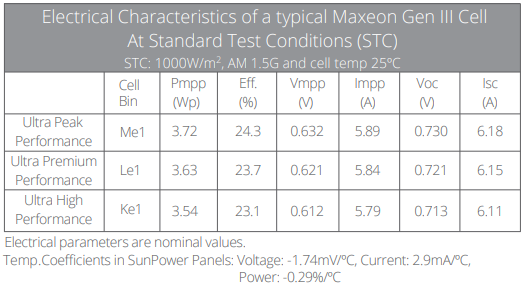 Electrical Characteristics of a typical Maxeon Gen III Cell
At Standard Test Conditions (STC)
STC: 1000W/m², AM 1.5G and cell temp 25ºC
Cell Bin | Pmpp (Wp) | Eff. (%) | Vmpp (V) | Impp (A) | Voc (V) | Isc (A)
Ultra Peak Performance | Me1 | 3.72 | 24.3 | 0.632 | 5.89 | 0.730 | 6.18
Ultra Premium Performance | Le1 | 3.63 | 23.7 | 0.621 | 5.84 | 0.721 | 6.15
Ultra High Performance | Ke1 | 3.54 | 23.1 | 0.612 | 5.79 | 0.713 | 6.11
Electrical parameters are nominal values.
Temp.Coefficients in SunPower Panels: Voltage: -1.74mV/ºC, Current: 2.9mA/ºC,
Power: -0.29%/ºC